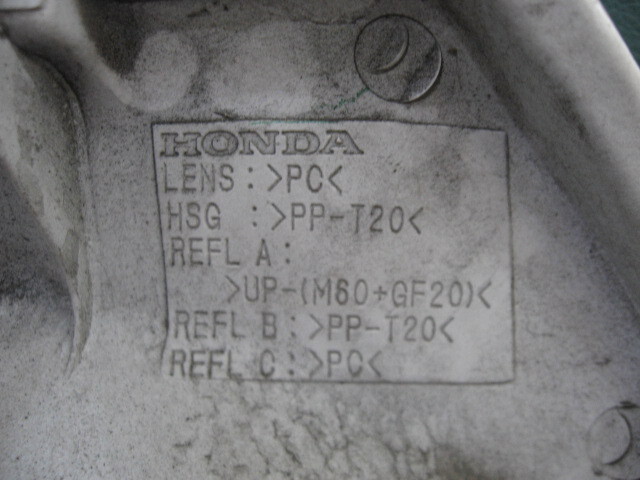 HONDA
LENS : >PC<
HSG : >PP-T20<
REFL A :
>UP-(M60+GF20)<
REFL B : >PP-T20<
REFL C : >PC<